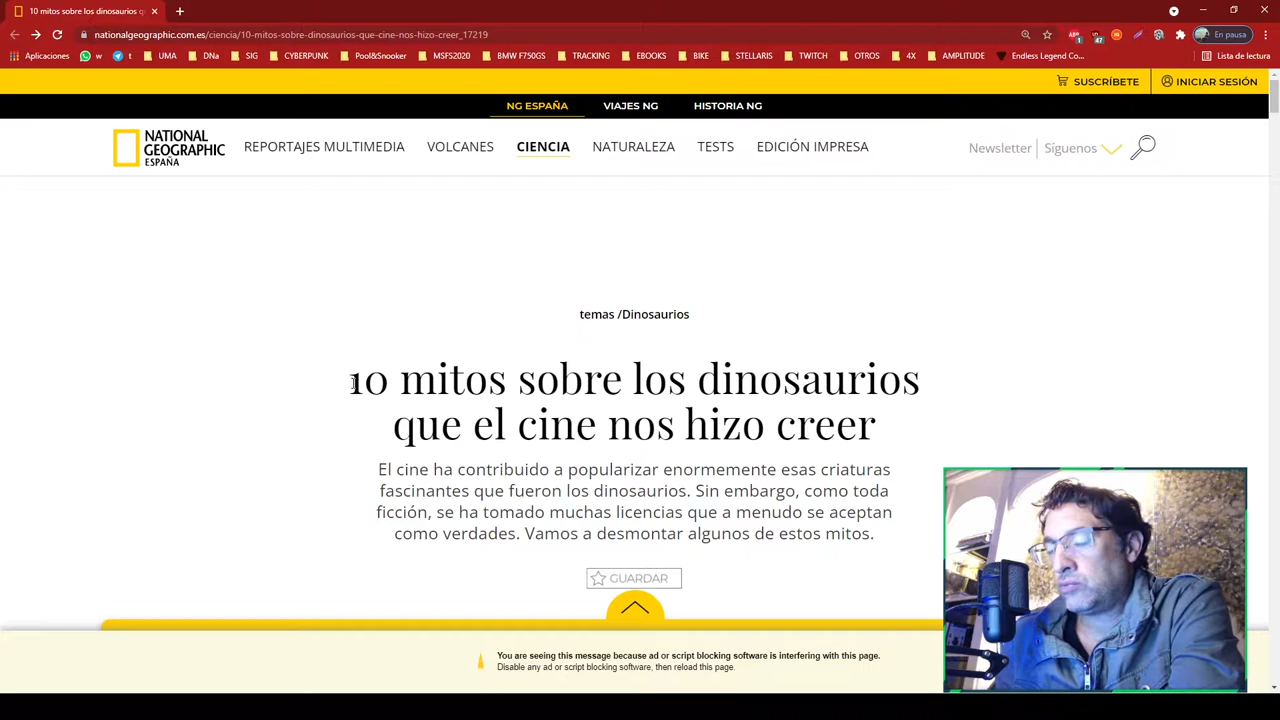 10 mitos sobre los dinosaurios q
nationalgeographic.com.es/ciencia/10-mitos-sobre-dinosaurios-que-cine-nos-hizo-creer_17219
1 47 En pausa
Aplicaciones w t UMA DNa SIG CYBERPUNK Pool&Snooker MSFS2020 BMW F750GS TRACKING EBOOKS BIKE STELLARIS TWITCH OTROS 4X AMPLITUDE Endless Legend Co... Lista de lectura
SUSCRÍBETE INICIAR SESIÓN
NG ESPAÑA VIAJES NG HISTORIA NG
NATIONAL
GEOGRAPHIC
ESPAÑA
REPORTAJES MULTIMEDIA VOLCANES CIENCIA NATURALEZA TESTS EDICIÓN IMPRESA Newsletter Síguenos
temas /Dinosaurios
10 mitos sobre los dinosaurios
que el cine nos hizo creer
El cine ha contribuido a popularizar enormemente esas criaturas
fascinantes que fueron los dinosaurios. Sin embargo, como toda
ficción, se ha tomado muchas licencias que a menudo se aceptan
como verdades. Vamos a desmontar algunos de estos mitos.
GUARDAR
You are seeing this message because ad or script blocking software is interfering with this page.
Disable any ad or script blocking software, then reload this page.